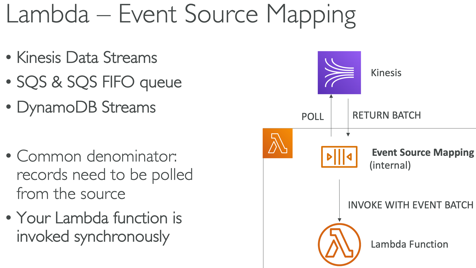 Lambda – Event Source Mapping
• Kinesis Data Streams
• SQS & SQS FIFO queue
• DynamoDB Streams
• Common denominator:
records need to be polled
from the source
• Your Lambda function is
invoked synchronously
Kinesis
POLL
RETURN BATCH
Event Source Mapping
(internal)
INVOKE WITH EVENT BATCH
Lambda Function